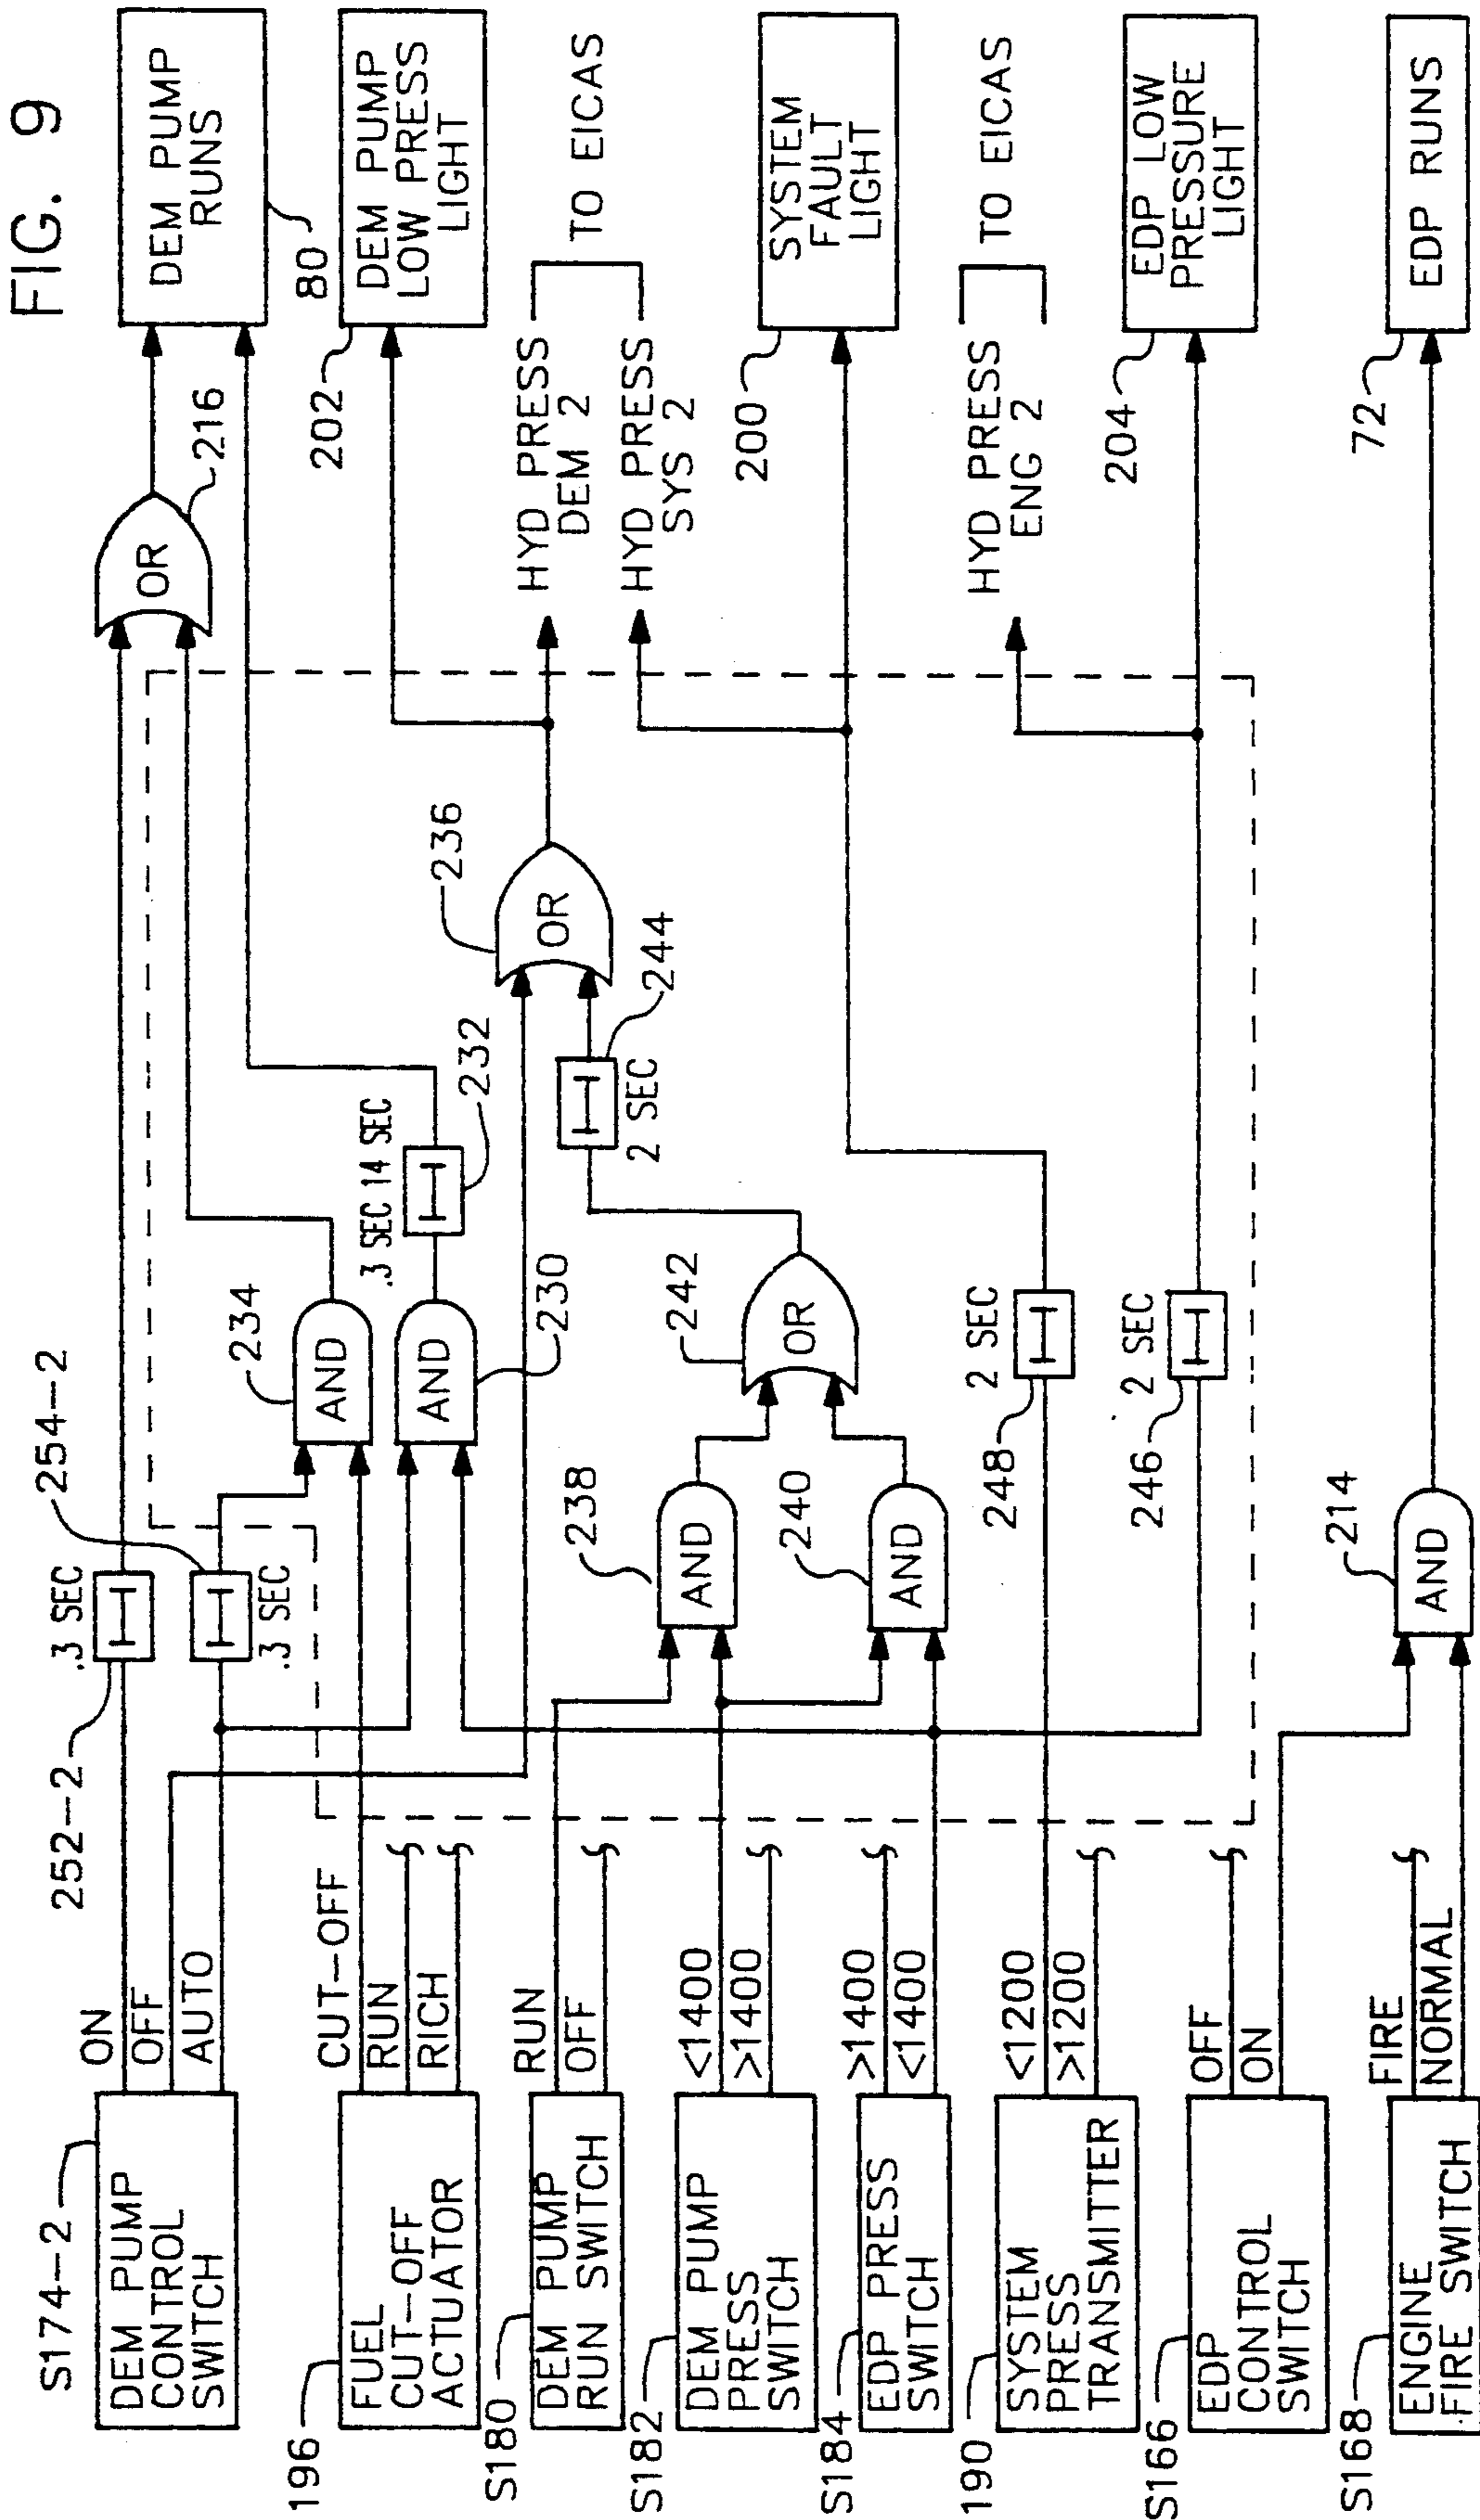 FIG. 9
S174-2
DEM PUMP
CONTROL
SWITCH
ON
OFF
AUTO
252-2
.3 SEC
254-2
.3 SEC
196
FUEL
CUT-OFF
ACTUATOR
CUT-OFF
RUN
RICH
234
AND
AND
230
.3 SEC 14 SEC
232
OR
216
DEM PUMP
RUNS
80
S180
DEM PUMP
RUN SWITCH
RUN
OFF
S182
DEM PUMP
PRESS
SWITCH
<1400
>1400
238
AND
240
AND
242
OR
2 SEC
244
236
OR
202
DEM PUMP
LOW PRESS
LIGHT
HYD PRESS
DEM 2
HYD PRESS
SYS 2
TO EICAS
S184
EDP PRESS
SWITCH
>1400
<1400
190
SYSTEM
PRESS
TRANSMITTER
<1200
>1200
248
2 SEC
200
SYSTEM
FAULT
LIGHT
246
2 SEC
HYD PRESS
ENG 2
TO EICAS
204
EDP LOW
PRESSURE
LIGHT
S166
EDP
CONTROL
SWITCH
OFF
ON
S168
ENGINE
FIRE SWITCH
FIRE
NORMAL
214
AND
72
EDP RUNS